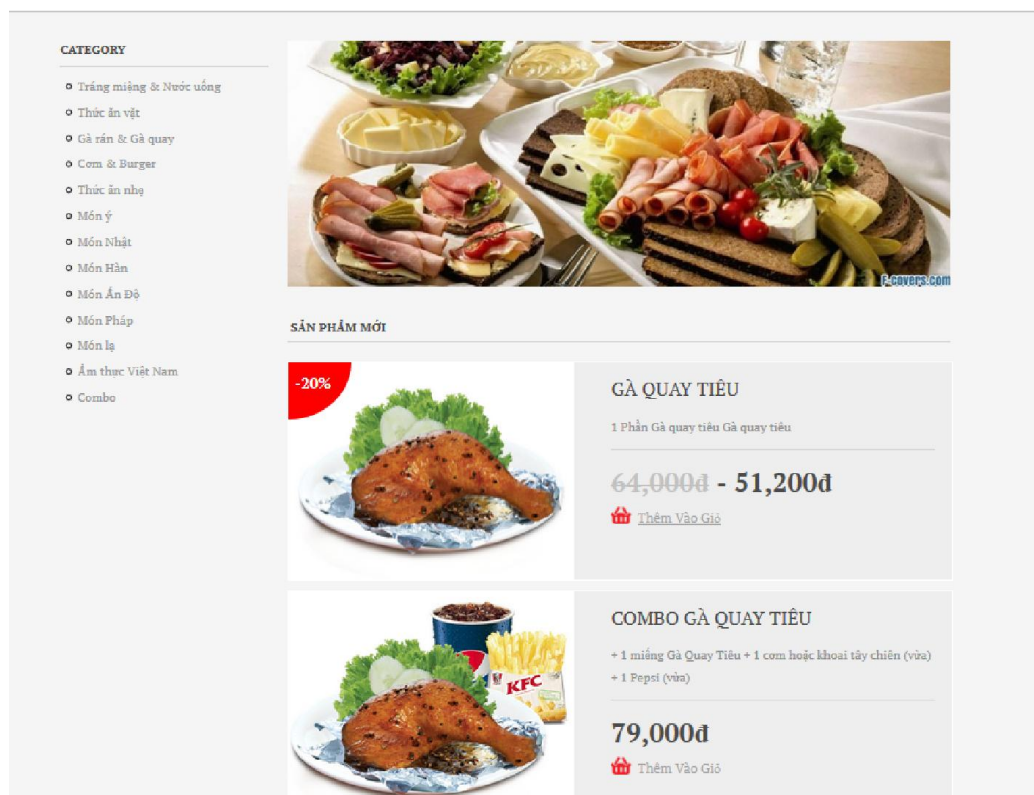 CATEGORY
Tráng miệng & Nước uống
Thức ăn vặt
Gà rán & Gà quay
Cơm & Burger
Thức ăn nhẹ
Món ý
Món Nhật
Món Hàn
Món Ấn Độ
Món Pháp
Món lạ
Ẩm thực Việt Nam
Combo
F-covers.com
SẢN PHẨM MỚI
-20%
GÀ QUAY TIÊU
1 Phần Gà quay tiêu Gà quay tiêu
64,000đ - 51,200đ
Thêm Vào Giỏ
KFC
COMBO GÀ QUAY TIÊU
+ 1 miếng Gà Quay Tiêu + 1 cơm hoặc khoai tây chiên (vừa)
+ 1 Pepsi (vừa)
79,000đ
Thêm Vào Giỏ